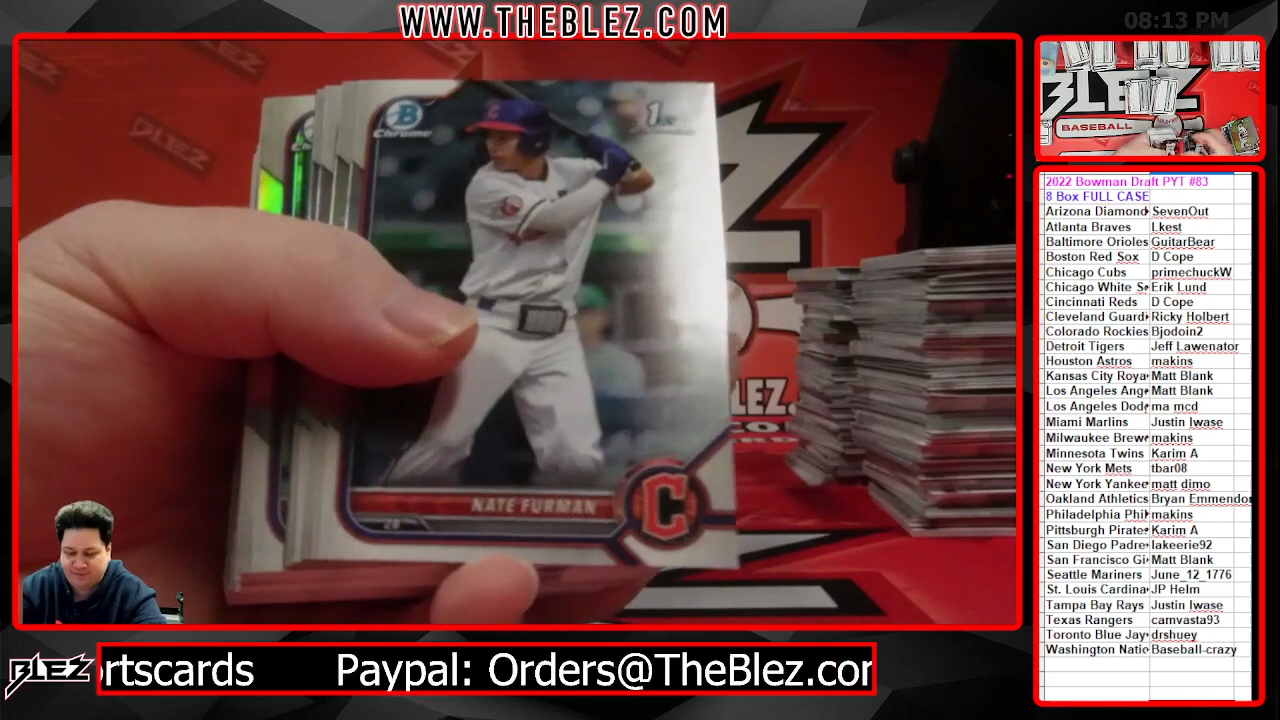 WWW.THEBLEZ.COM
08:13 PM
BLEZ
B
Chrome
1st
C
NATE FURMAN
28
C
BLEZ
BASEBALL
2022 Bowman Draft PYT #83
8 Box FULL CASE
Arizona Diamond SevenOut
Atlanta Braves Lkest
Baltimore Orioles GuitarBear
Boston Red Sox D Cope
Chicago Cubs primechuckW
Chicago White Se Erik Lund
Cincinnati Reds D Cope
Cleveland Guard Ricky Holbert
Colorado Rockies Bjodoin2
Detroit Tigers Jeff Lawenator
Houston Astros makins
Kansas City Roya Matt Blank
Los Angeles Ange Matt Blank
Los Angeles Dod ma mcd
Miami Marlins Justin Iwase
Milwaukee Brewe makins
Minnesota Twins Karim A
New York Mets tbar08
New York Yankee matt dimo
Oakland Athletics Bryan Emmendor
Philadelphia Phi makins
Pittsburgh Pirate Karim A
San Diego Padre lakeerie92
San Francisco Gi Matt Blank
Seattle Mariners June_12_1776
St. Louis Cardina JP Helm
Tampa Bay Rays Justin Iwase
Texas Rangers camvasta93
Toronto Blue Jay drshuey
Washington Natio Baseball-crazy
BLEZ
rtscards Paypal: Orders@TheBlez.com